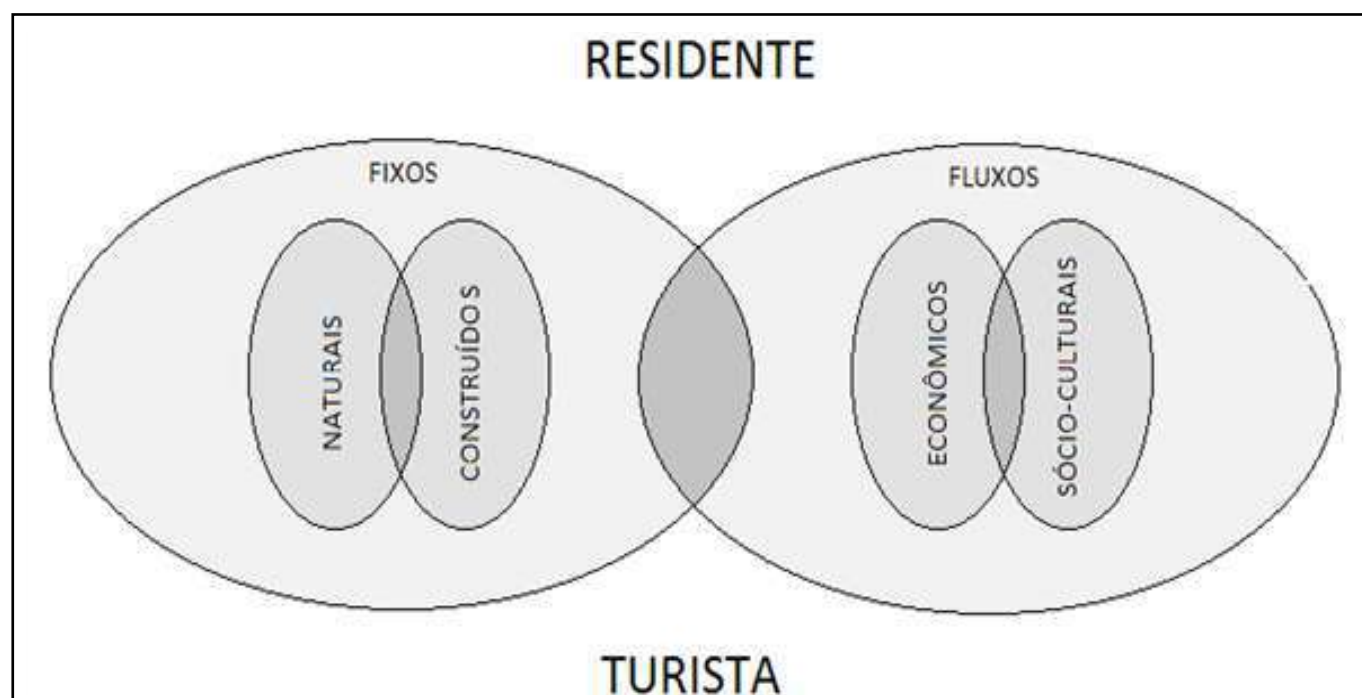 RESIDENTE
FIXOS
FLUXOS
NATURAIS
CONSTRUÍDOS
ECONÔMICOS
SÓCIO-CULTURAIS
TURISTA